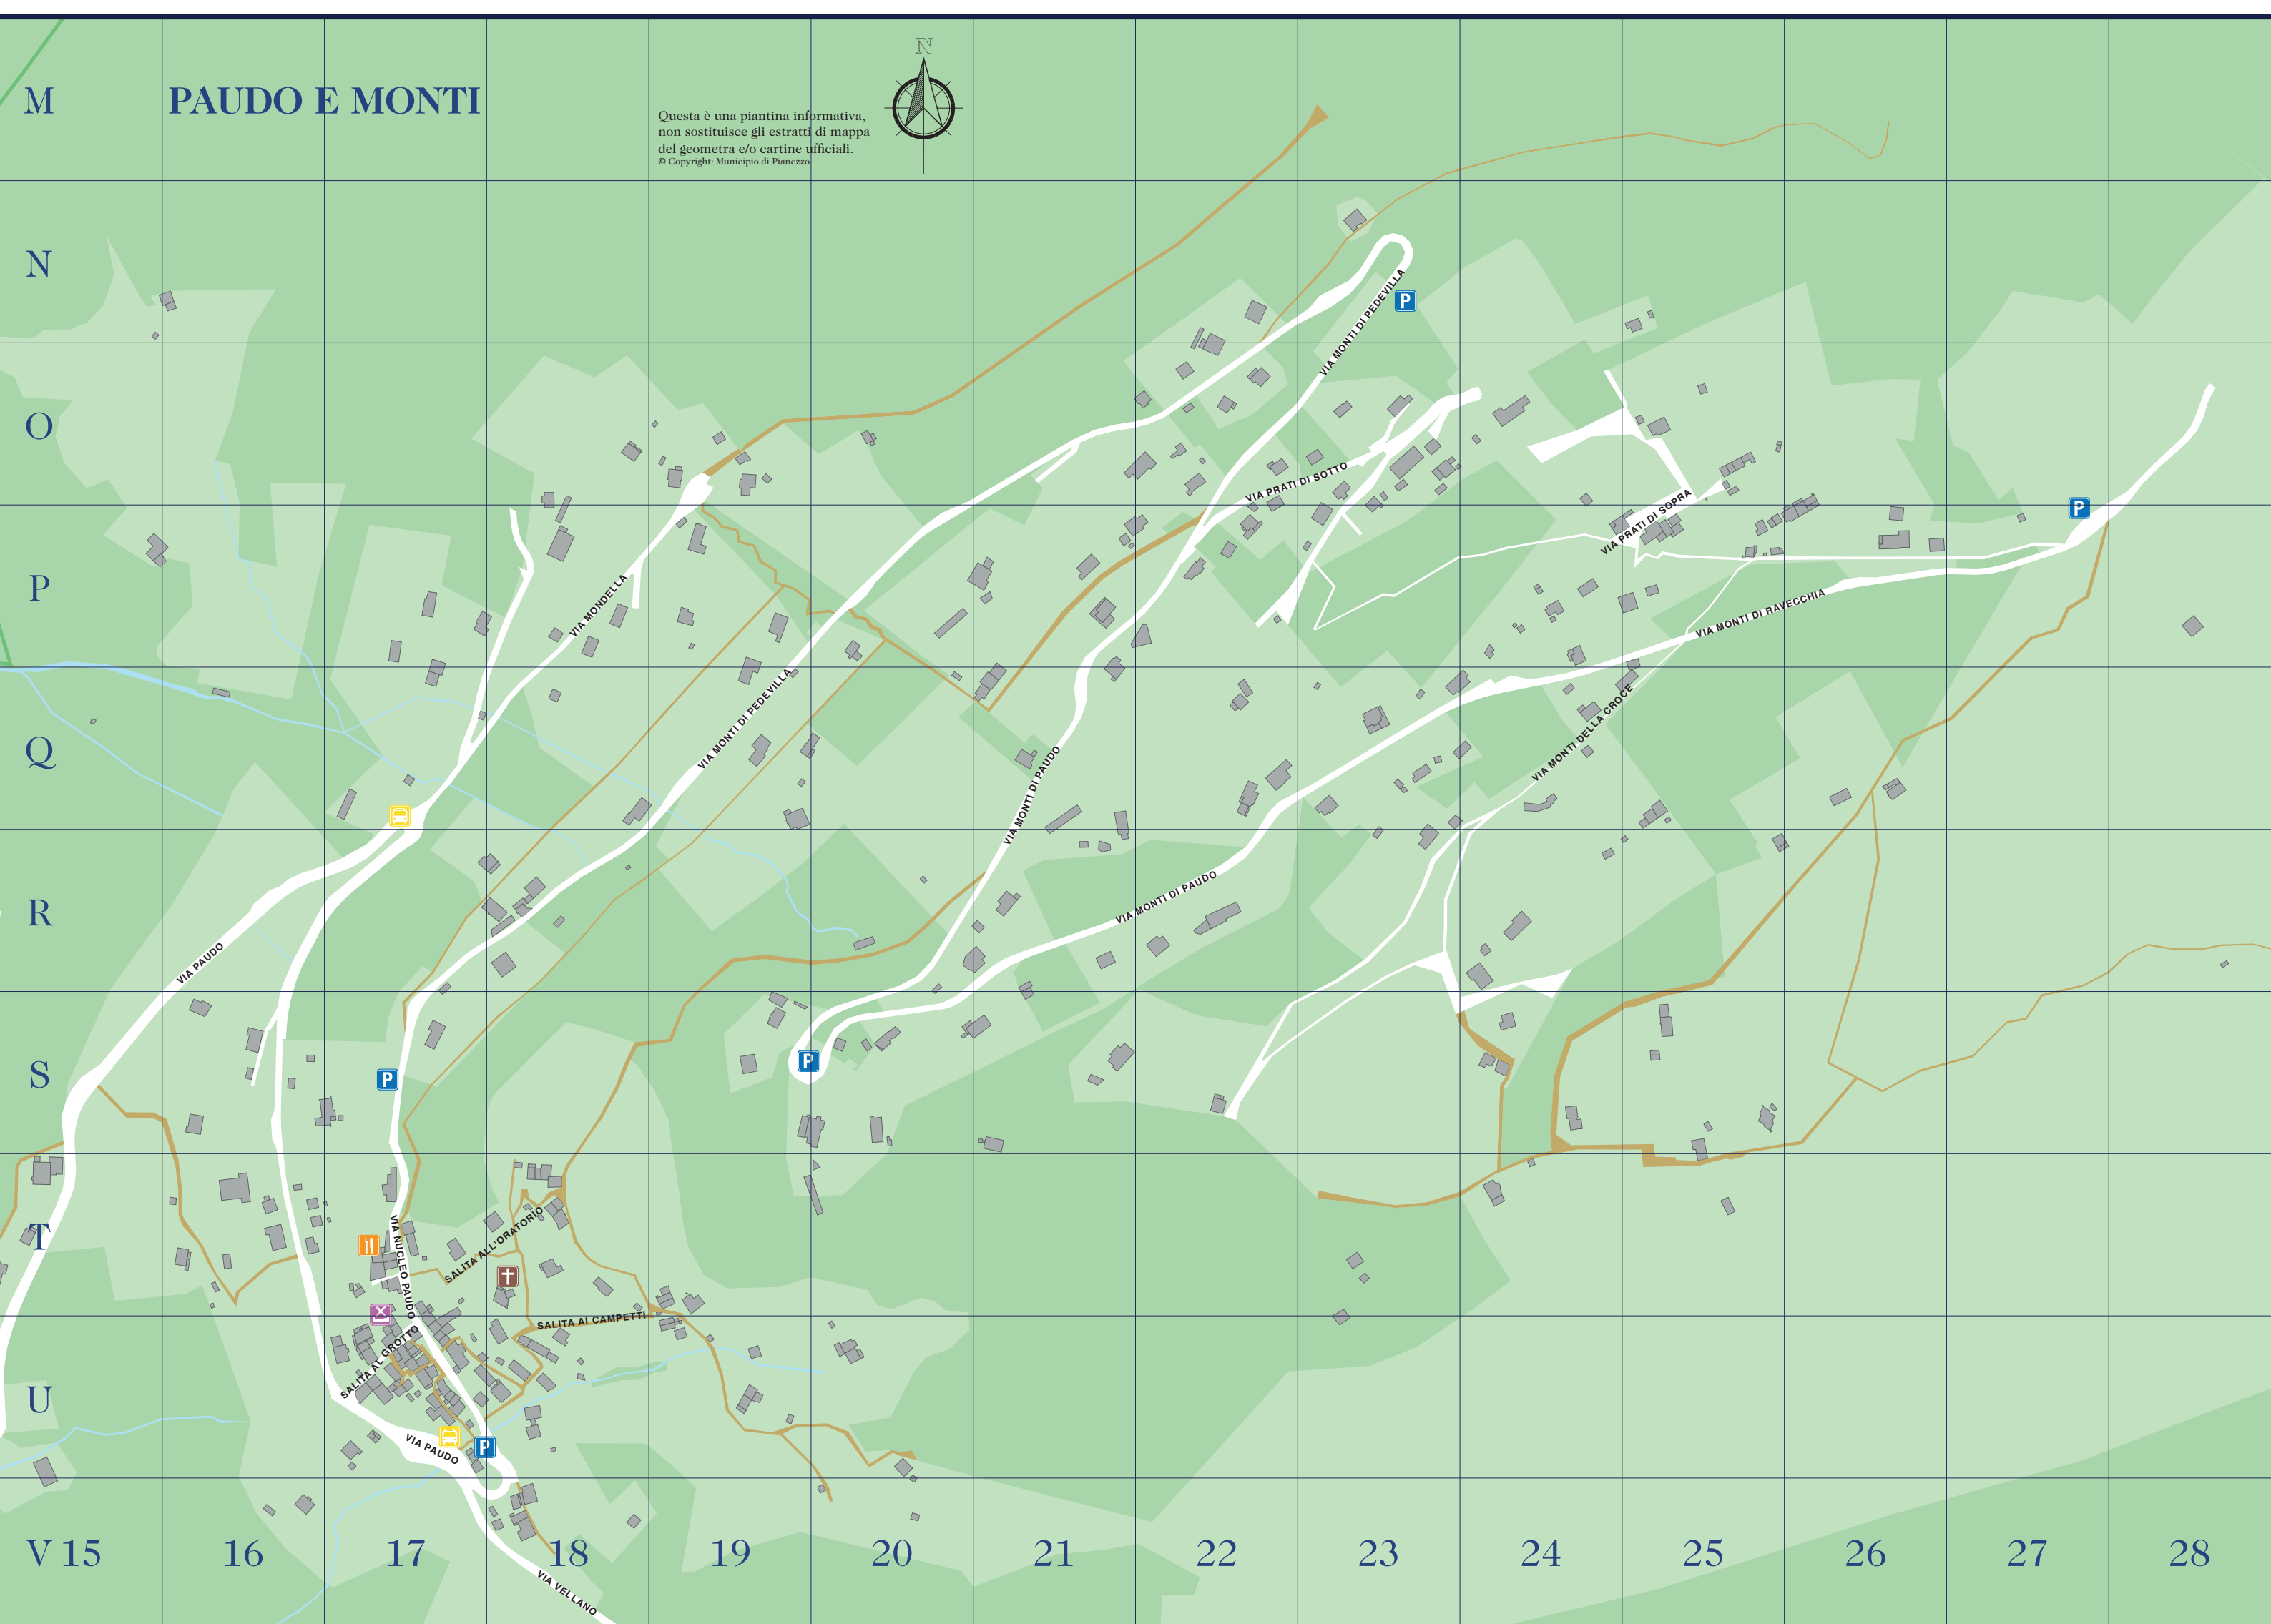 N
M
PAUDO E MONTI
Questa è una piantina informativa,
non sostituisce gli estratti di mappa
del geometra e/o cartine ufficiali.
© Copyright: Municipio di Pianezzo
N
VIA MONTI DI PEDEVILLA
P
O
VIA PRATI DI SOTTO
VIA PRATI DI SOPRA
P
P
VIA MONDELLA
VIA MONTI DI RAVECCHIA
VIA MONTI DI PEDEVILLA
VIA MONTI DELLA CROCE
Q
VIA MONTI DI PAUDO
R
VIA MONTI DI PAUDO
VIA PAUDO
S
P
P
T
VIA NUCLEO PAUDO
SALITA ALL'ORATORIO
SALITA AI CAMPETTI
SALITA AL GROTTO
U
VIA PAUDO
P
V 15 16 17 18 19 20 21 22 23 24 25 26 27 28
VIA VELLANO